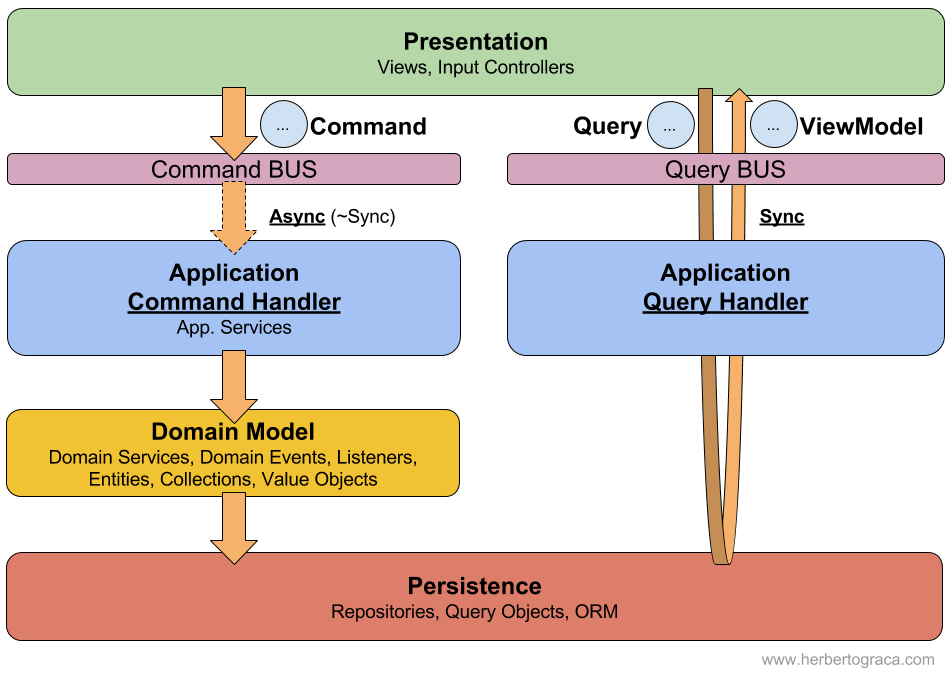 Presentation
Views, Input Controllers
... Command
Query ...
... ViewModel
Command BUS
Query BUS
Async (~Sync)
Sync
Application
Command Handler
App. Services
Application
Query Handler
Domain Model
Domain Services, Domain Events, Listeners,
Entities, Collections, Value Objects
Persistence
Repositories, Query Objects, ORM
www.herbertograca.com